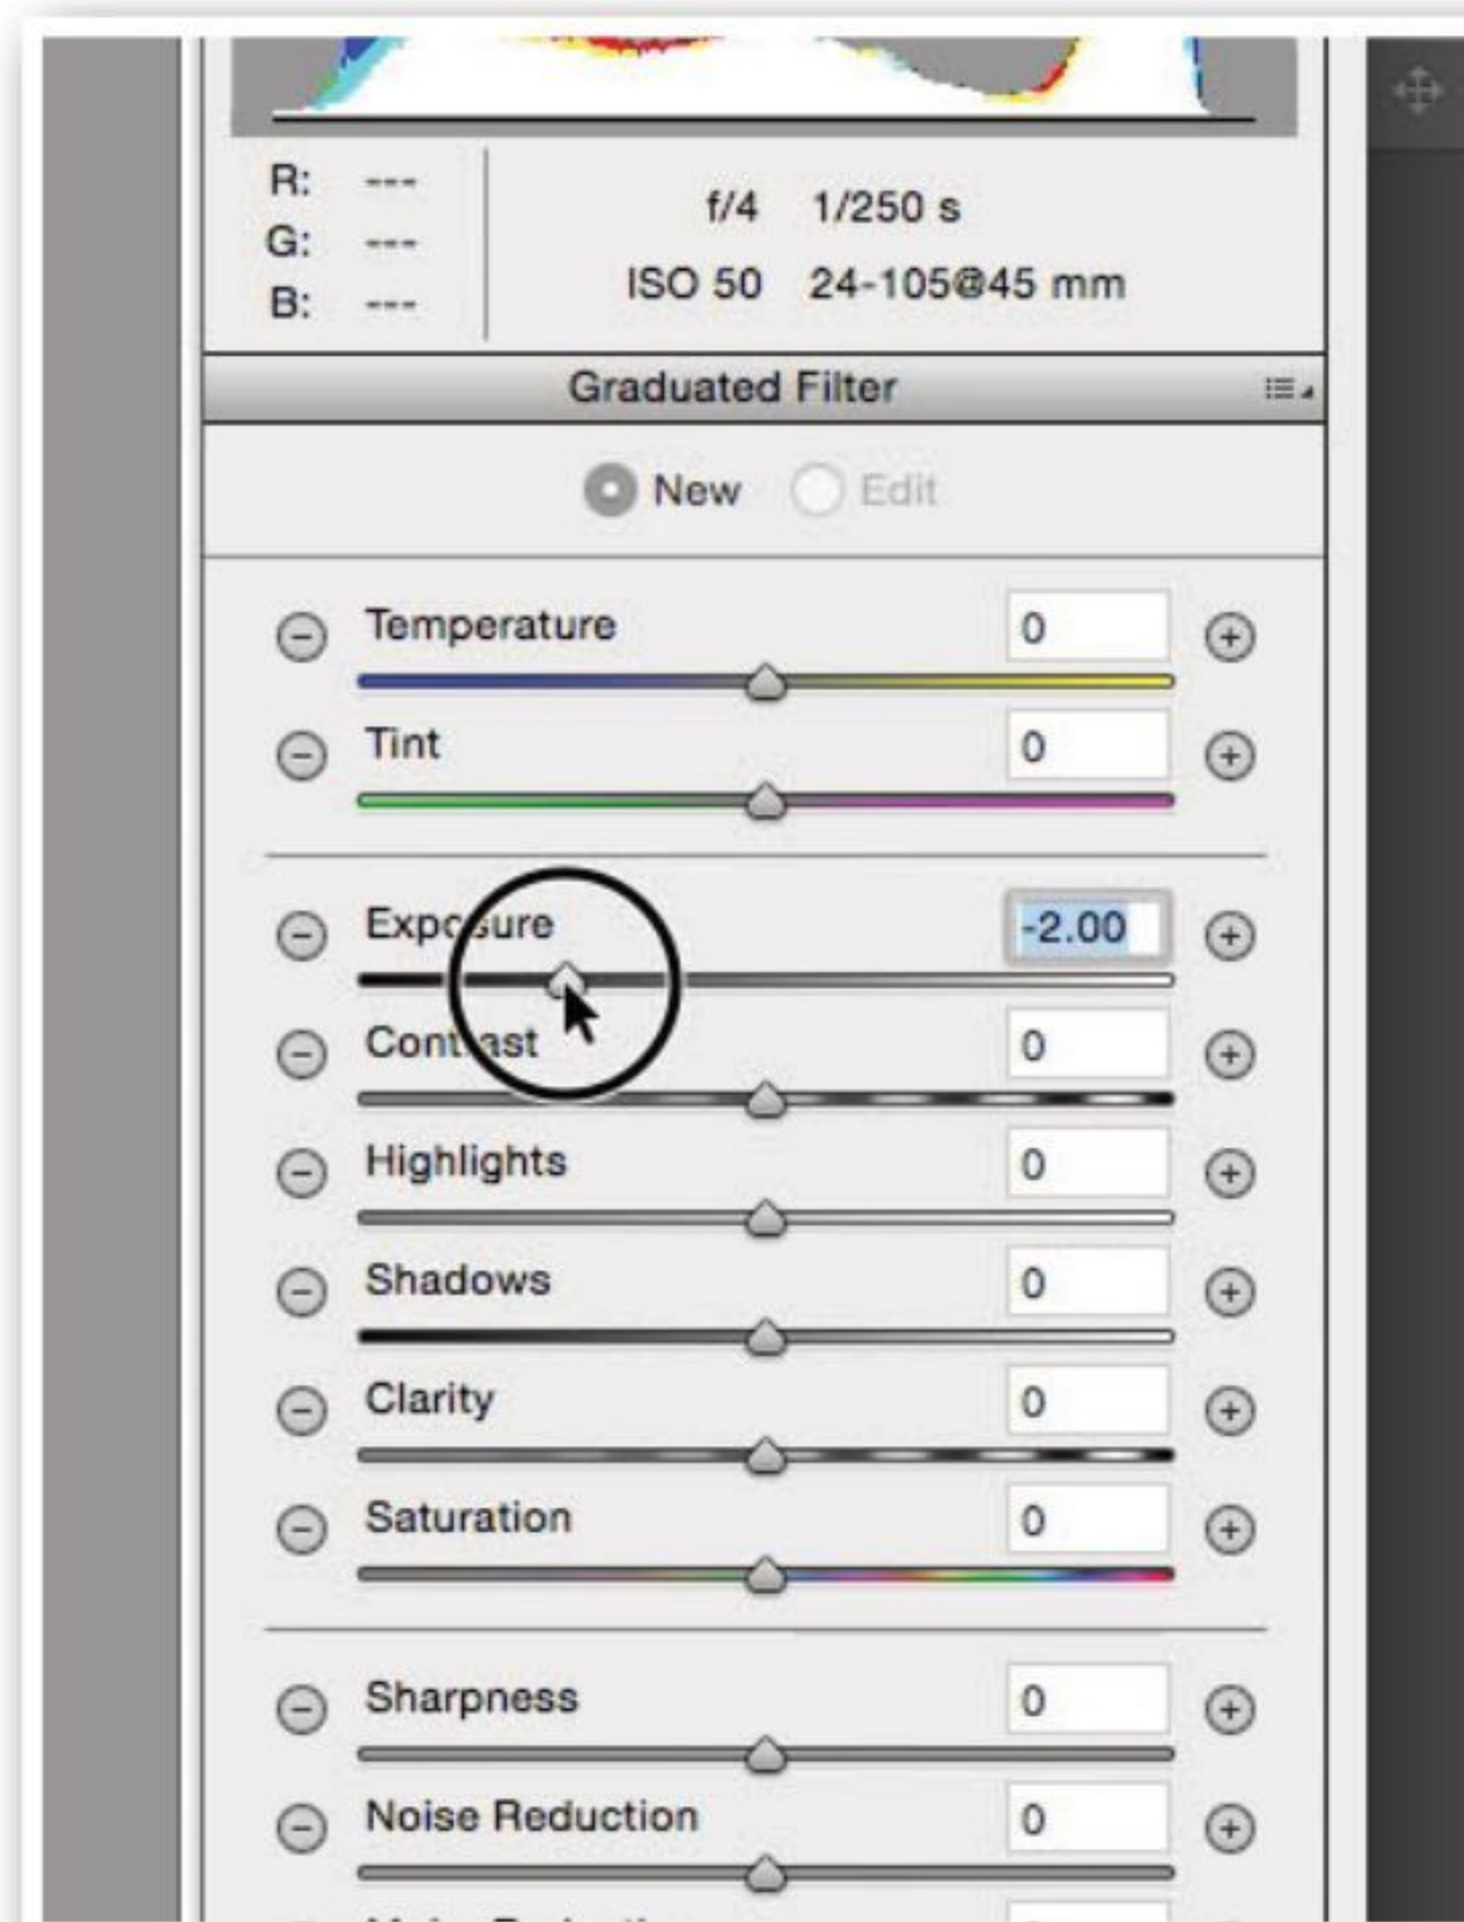 R: ---
G: ---
B: ---
f/4 1/250 s
ISO 50 24-105@45 mm
Graduated Filter
New Edit
Temperature 0
Tint 0
Exposure -2.00
Contrast 0
Highlights 0
Shadows 0
Clarity 0
Saturation 0
Sharpness 0
Noise Reduction 0